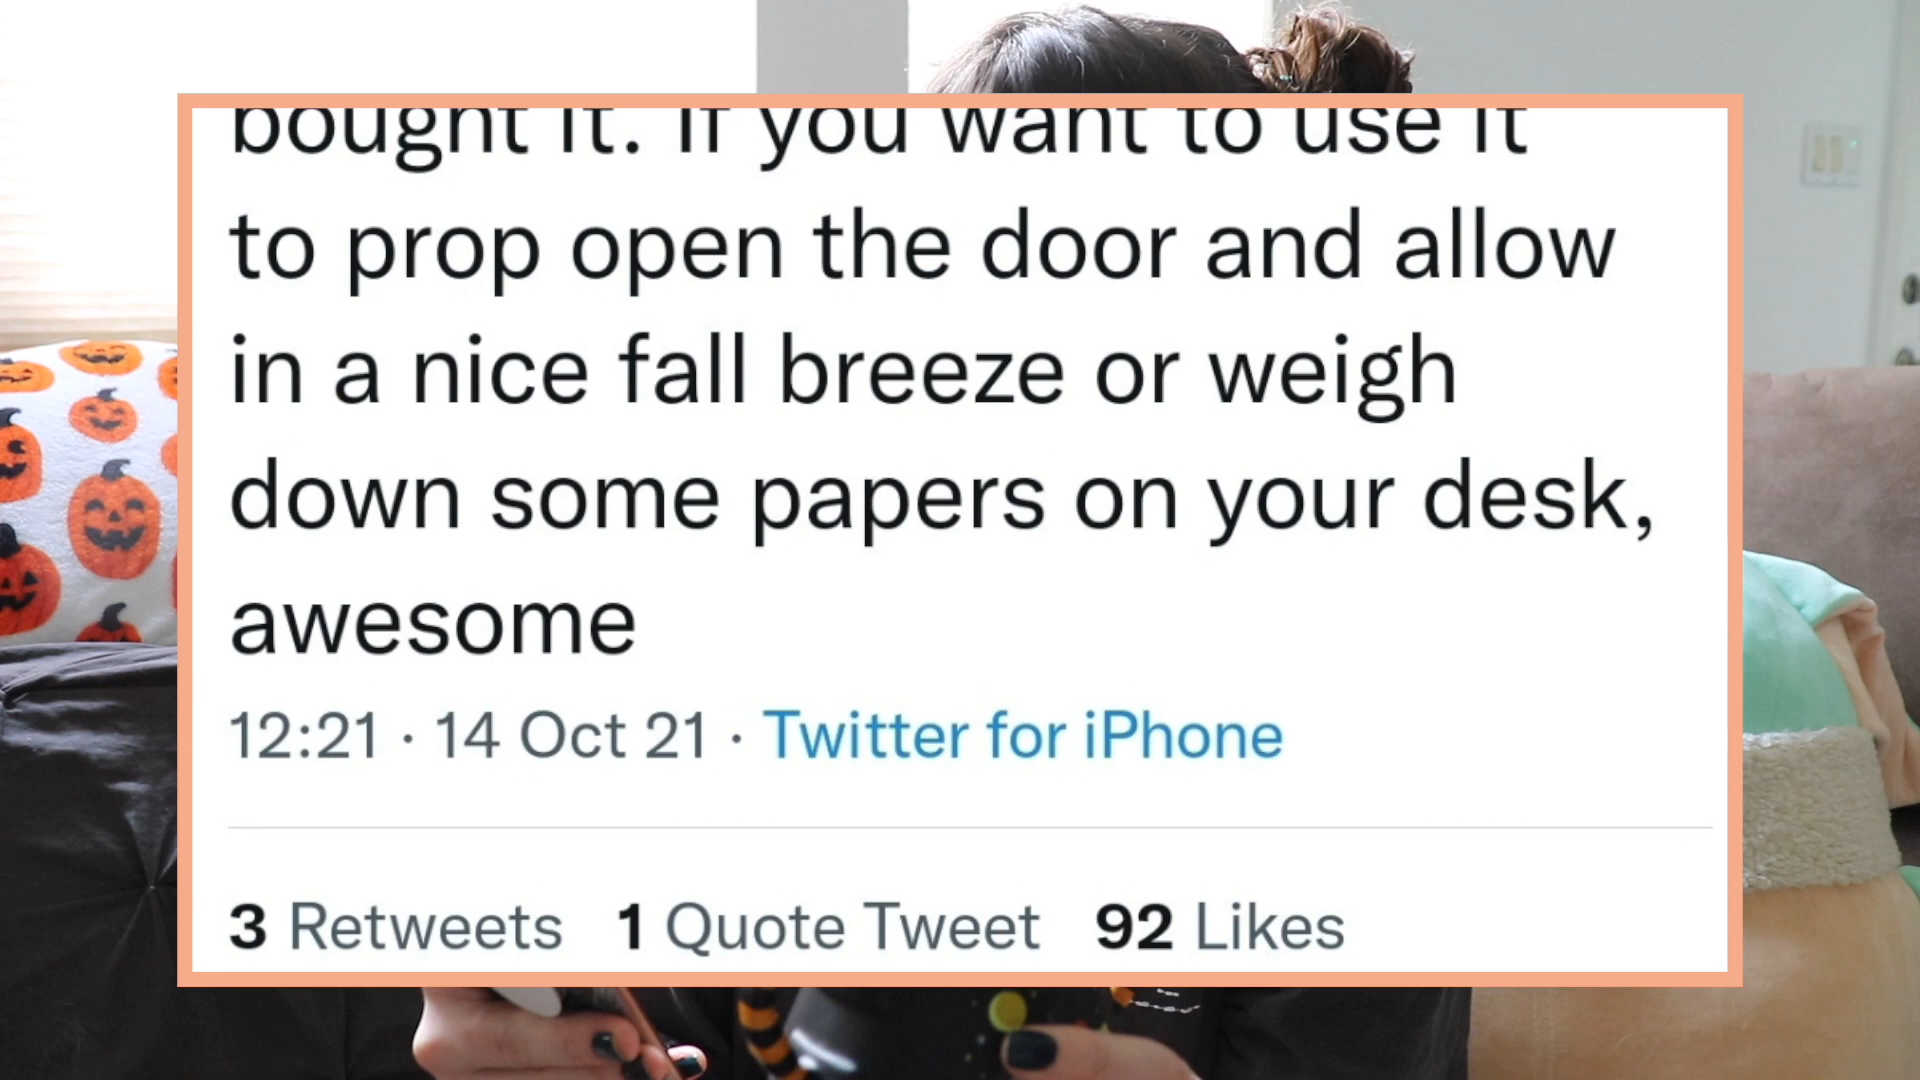 bought it. If you want to use it
to prop open the door and allow
in a nice fall breeze or weigh
down some papers on your desk,
awesome
12:21 · 14 Oct 21 · Twitter for iPhone
3 Retweets 1 Quote Tweet 92 Likes